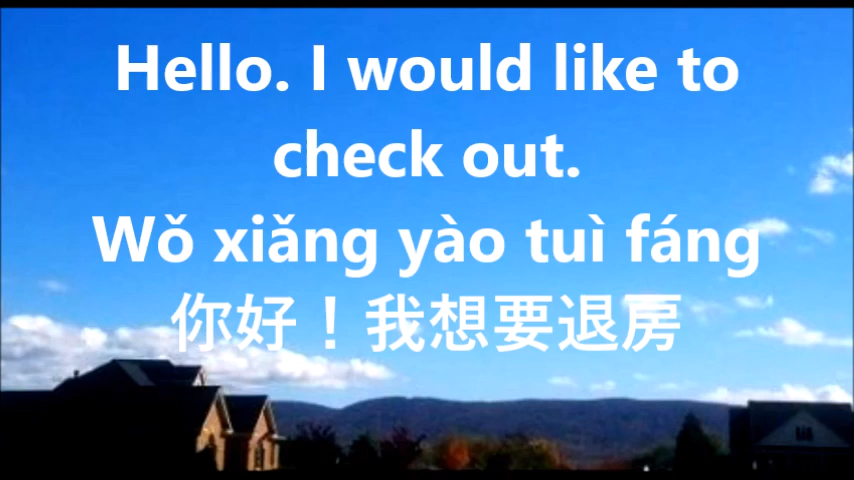 Hello. I would like to
check out.
Wǒ xiǎng yào tuì fáng
你好！我想要退房